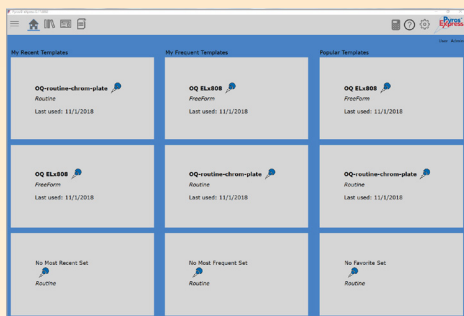 Pyros®
eXpress
My Recent Templates
My Frequent Templates
Popular Templates
OQ-routine-chrom-plate
Routine
Last used: 11/1/2018
OQ ELx808
FreeForm
Last used: 11/1/2018
OQ ELx808
FreeForm
Last used: 11/1/2018
OQ ELx808
FreeForm
Last used: 11/1/2018
OQ-routine-chrom-plate
Routine
Last used: 11/1/2018
OQ-routine-chrom-plate
Routine
Last used: 11/1/2018
No Most Recent Set
Routine
No Most Frequent Set
Routine
No Favorite Set
Routine